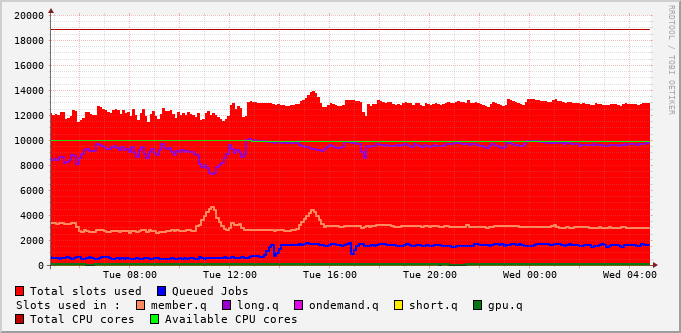 20000
18000
16000
14000
12000
10000
8000
6000
4000
2000
0
Tue 08:00 Tue 12:00 Tue 16:00 Tue 20:00 Wed 00:00 Wed 04:00
RRDTOOL / TOBI OETIKER
Total slots used Queued Jobs
Slots used in : member.q long.q ondemand.q short.q gpu.q
Total CPU cores Available CPU cores